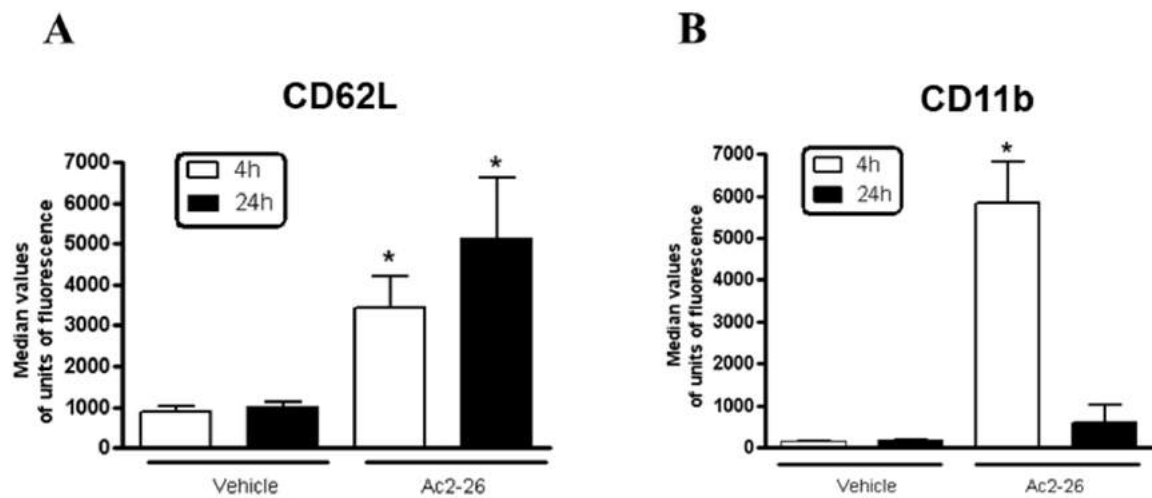 A
CD62L
4h
24h
Median values
of units of fluorescence
7000
6000
5000
4000
3000
2000
1000
0
*
*
Vehicle
Ac2-26
B
CD11b
4h
24h
Median values
of units of fluorescence
7000
6000
5000
4000
3000
2000
1000
0
*
Vehicle
Ac2-26